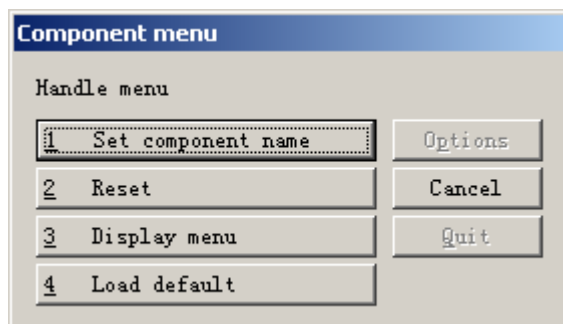 Component menu
Handle menu
1 Set component name
Options
2 Reset
Cancel
3 Display menu
Quit
4 Load default